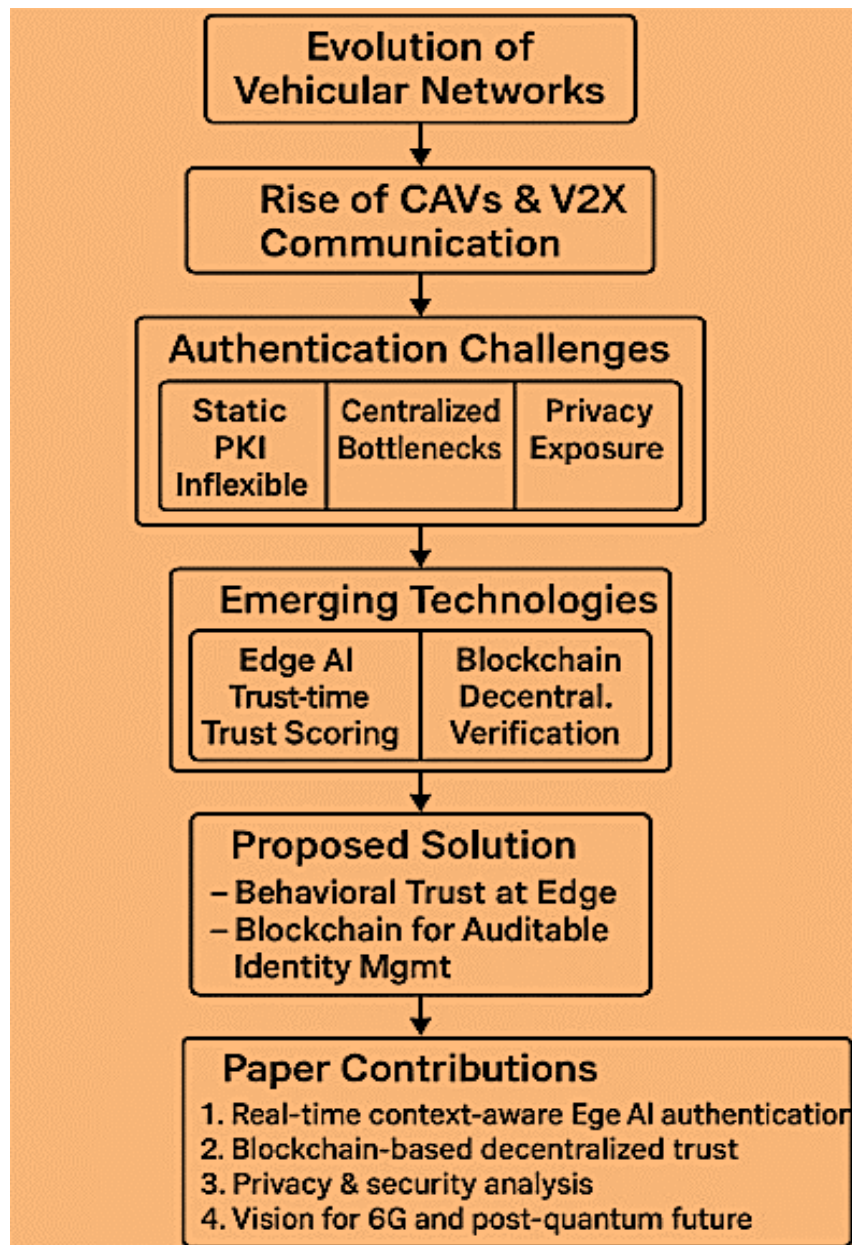 Evolution of
Vehicular Networks
Rise of CAVs & V2X
Communication
Authentication Challenges
Static
PKI
Inflexible
Centralized
Bottlenecks
Privacy
Exposure
Emerging Technologies
Edge AI
Trust-time
Trust Scoring
Blockchain
Decentral.
Verification
Proposed Solution
– Behavioral Trust at Edge
– Blockchain for Auditable
Identity Mgmt
Paper Contributions
1. Real-time context-aware Ege AI authentication
2. Blockchain-based decentralized trust
3. Privacy & security analysis
4. Vision for 6G and post-quantum future